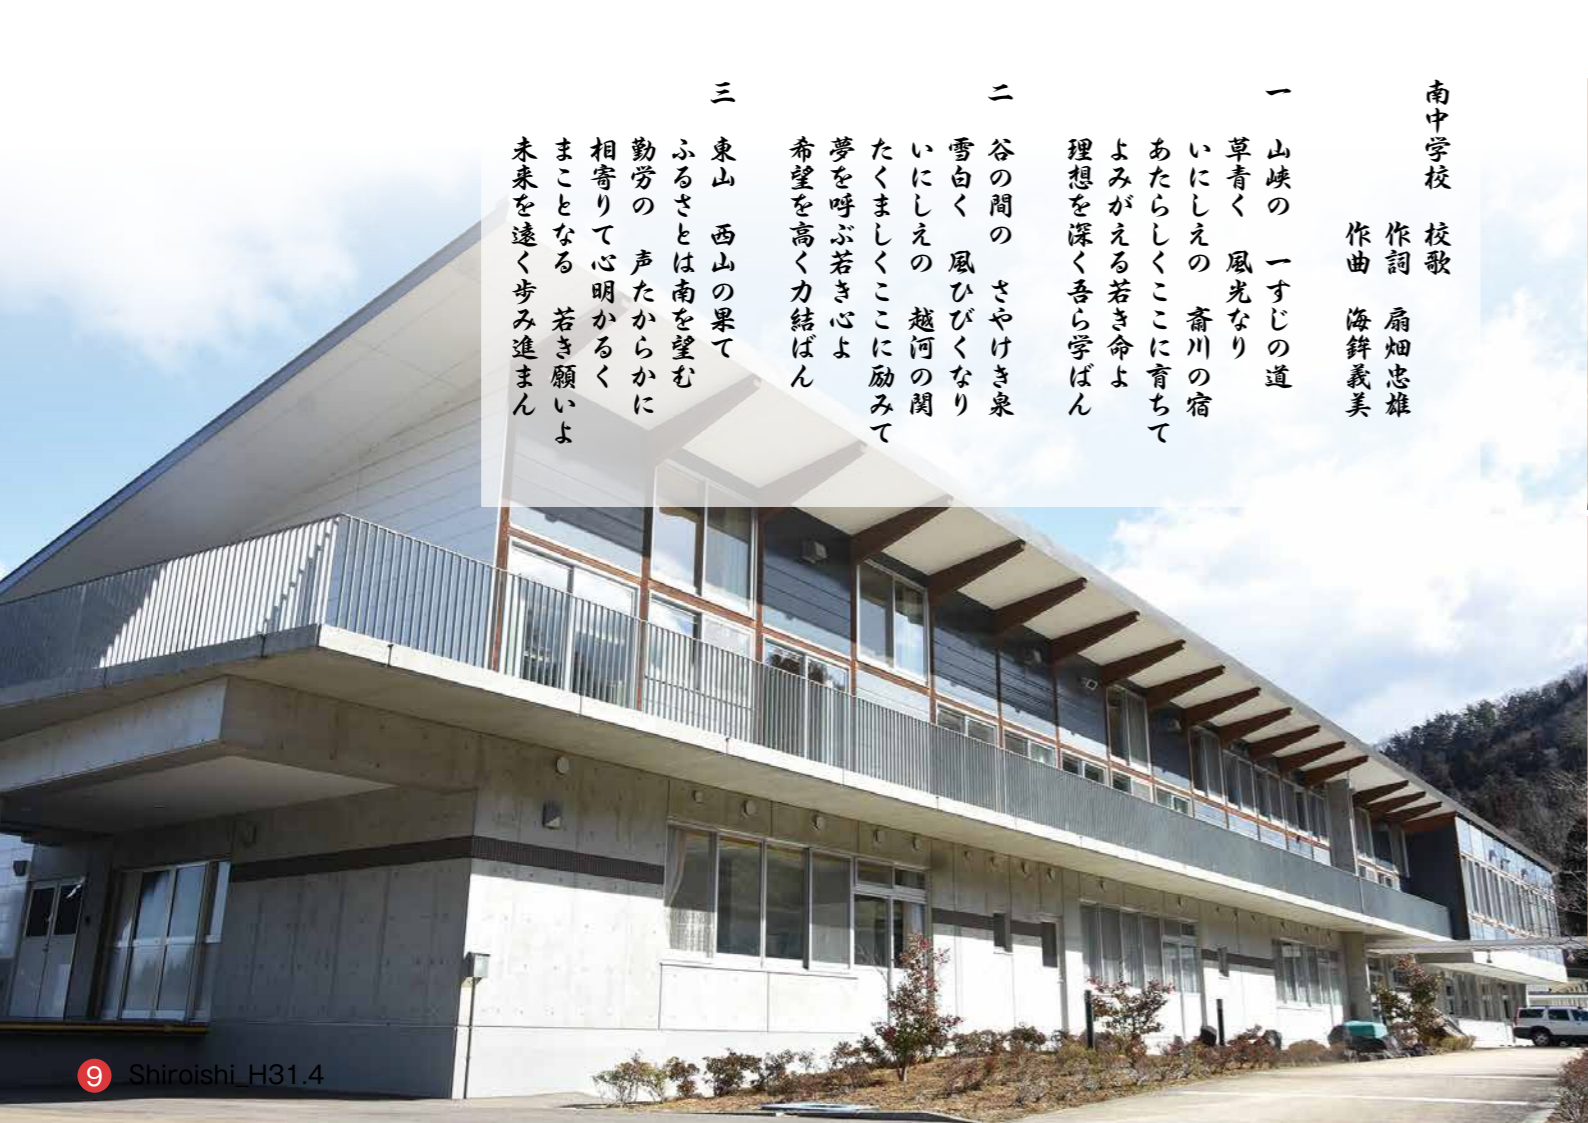 南中学校　校歌
作詞　扇畑忠雄
作曲　海鉾義美
一　山峡の　一すじの道
草青く　風光なり
いにしえの　斎川の宿
あたらしくここに育ちて
よみがえる若き命よ
理想を深く吾ら学ばん
二　谷の間の　さやけき泉
雪白く　風ひびくなり
いにしえの　越河の関
たくましくここに励みて
夢を呼ぶ若き心よ
希望を高く力結ばん
三　東山　西山の果て
ふるさとは南を望む
勤労の　声たからかに
相寄りて心明かるく
まことなる　若き願いよ
未来を遠く歩み進まん
9 Shiroishi_H31.4